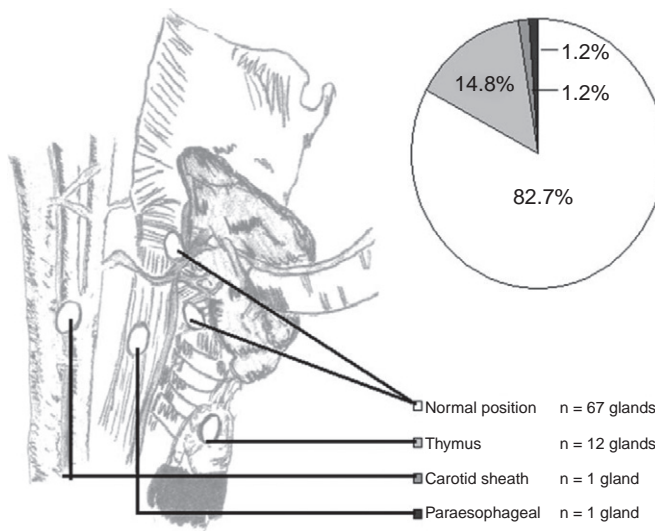 1.2%
14.8%
1.2%
82.7%
Normal position n = 67 glands
Thymus n = 12 glands
Carotid sheath n = 1 gland
Paraesophageal n = 1 gland